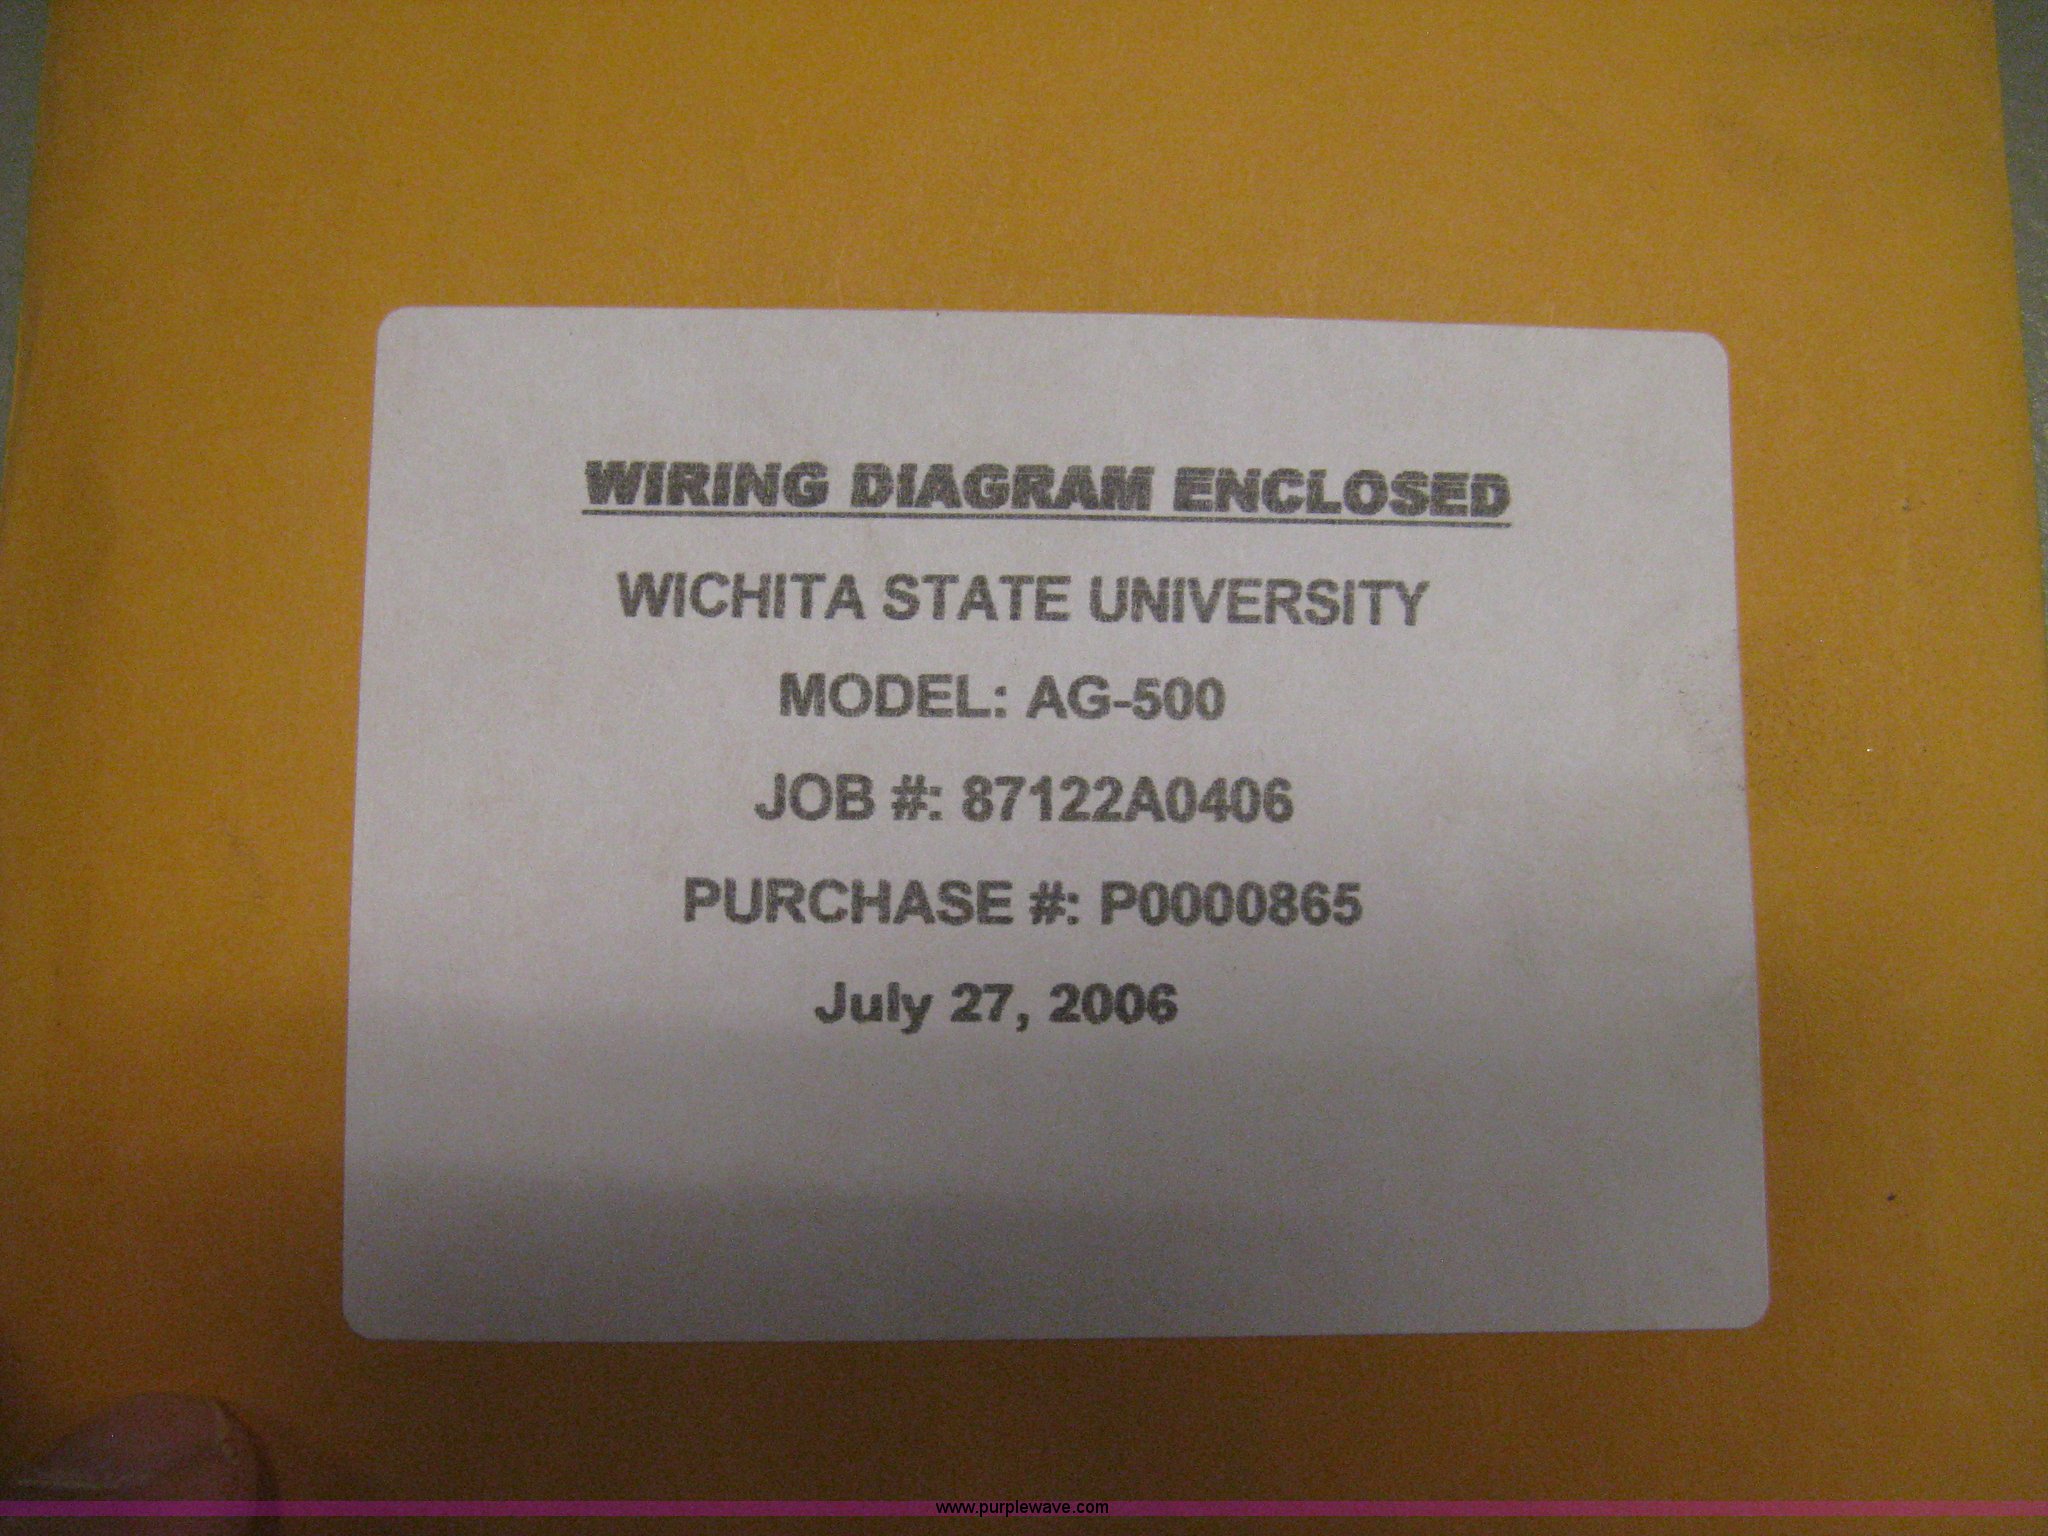 WIRING DIAGRAM ENCLOSED
WICHITA STATE UNIVERSITY
MODEL: AG-500
JOB #: 87122A0406
PURCHASE #: P0000865
July 27, 2006
www.purplewave.com